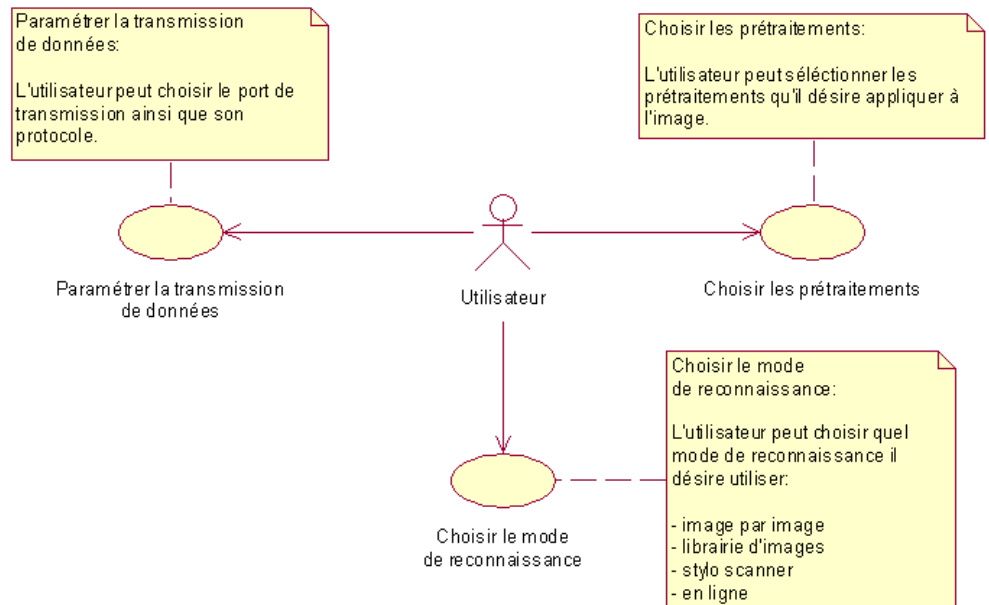 Paramétrer la transmission
de données:
L'utilisateur peut choisir le port de
transmission ainsi que son
protocole.
Choisir les prétraitements:
L'utilisateur peut séléctionner les
prétraitements qu'il désire appliquer à
l'image.
Paramétrer la transmission
de données
Utilisateur
Choisir les prétraitements
Choisir le mode
de reconnaissance:
L'utilisateur peut choisir quel
mode de reconnaissance il
désire utiliser:
- image par image
- librairie d'images
- stylo scanner
- en ligne
Choisir le mode
de reconnaissance